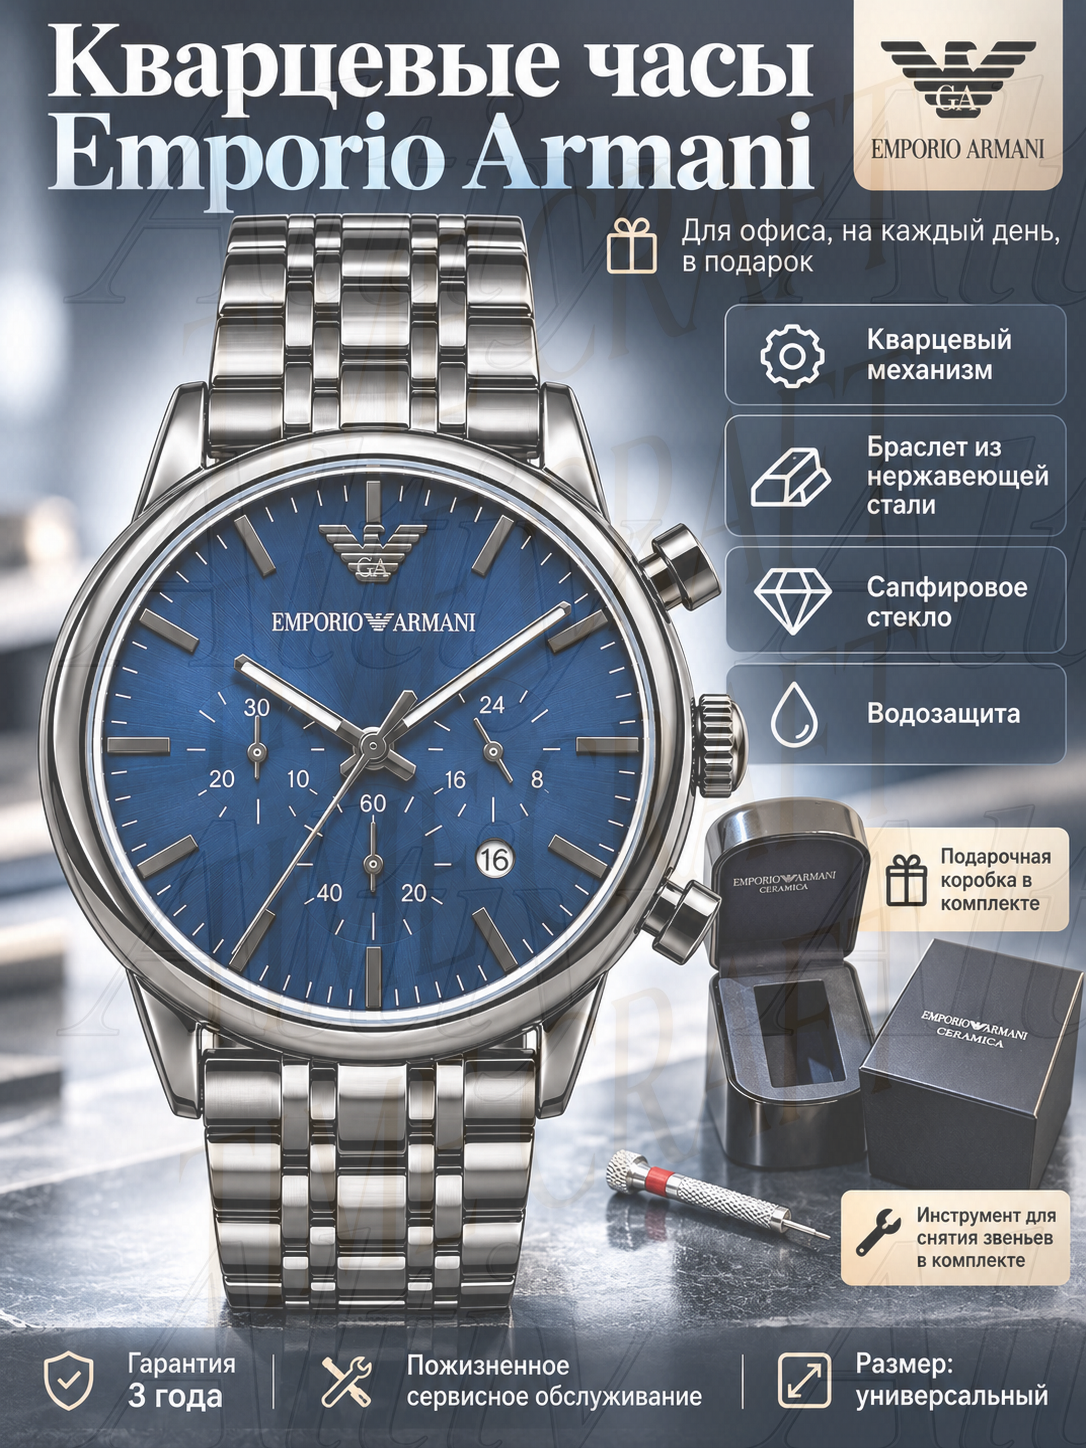 Кварцевые часы
Emporio Armani
GA
EMPORIO ARMANI
Для офиса, на каждый день,
в подарок
Кварцевый
механизм
Браслет из
нержавеющей
стали
Сапфировое
стекло
Водозащита
GA
EMPORIO ARMANI
30
20
10
24
16
8
60
40
20
16
Подарочная
коробка в
комплекте
EMPORIO ARMANI
CERAMICA
EMPORIO ARMANI
CERAMICA
Инструмент для
снятия звеньев
в комплекте
Гарантия
3 года
Пожизненное
сервисное обслуживание
Размер:
универсальный